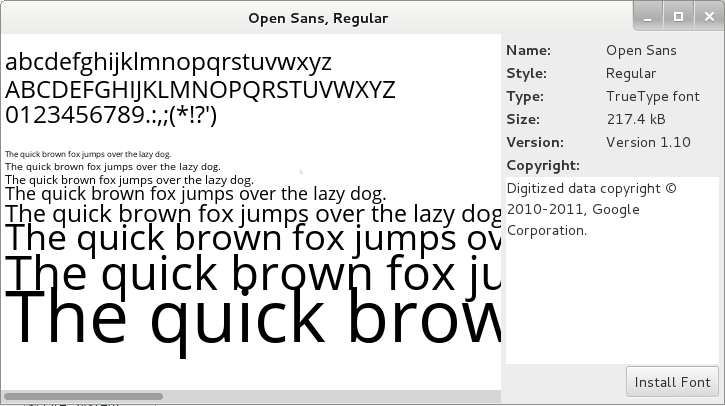 Open Sans, Regular
abcdefghijklmnopqrstuvwxyz
ABCDEFGHIJKLMNOPQRSTUVWXYZ
0123456789.:,;(*!?')
The quick brown fox jumps over the lazy dog.
The quick brown fox jumps over the lazy dog.
The quick brown fox jumps over the lazy dog.
The quick brown fox jumps over the lazy dog.
The quick brown fox jumps over the lazy dog
The quick brown fox jumps ov
The quick brown fox ju
The quick brow
Name: Open Sans
Style: Regular
Type: TrueType font
Size: 217.4 kB
Version: Version 1.10
Copyright:
Digitized data copyright ©
2010-2011, Google
Corporation.
Install Font